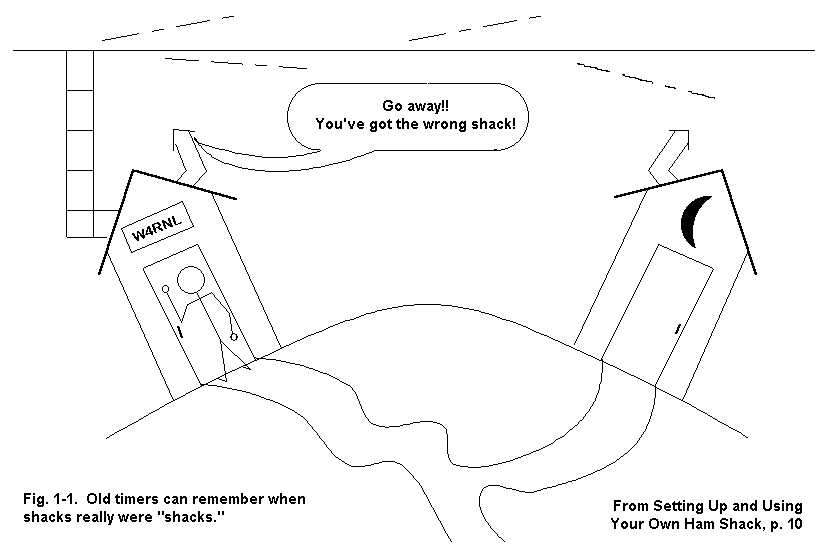 Go away!!
You've got the wrong shack!
W4RNL
Fig. 1-1.  Old timers can remember when
shacks really were "shacks."
From Setting Up and Using
Your Own Ham Shack, p. 10